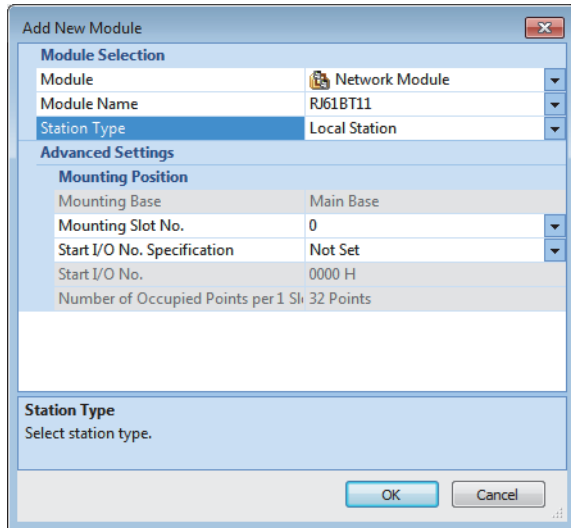 Add New Module
Module Selection
Module Network Module
Module Name RJ61BT11
Station Type Local Station
Advanced Settings
Mounting Position
Mounting Base Main Base
Mounting Slot No. 0
Start I/O No. Specification Not Set
Start I/O No. 0000 H
Number of Occupied Points per 1 Sl 32 Points
Station Type
Select station type.
OK Cancel